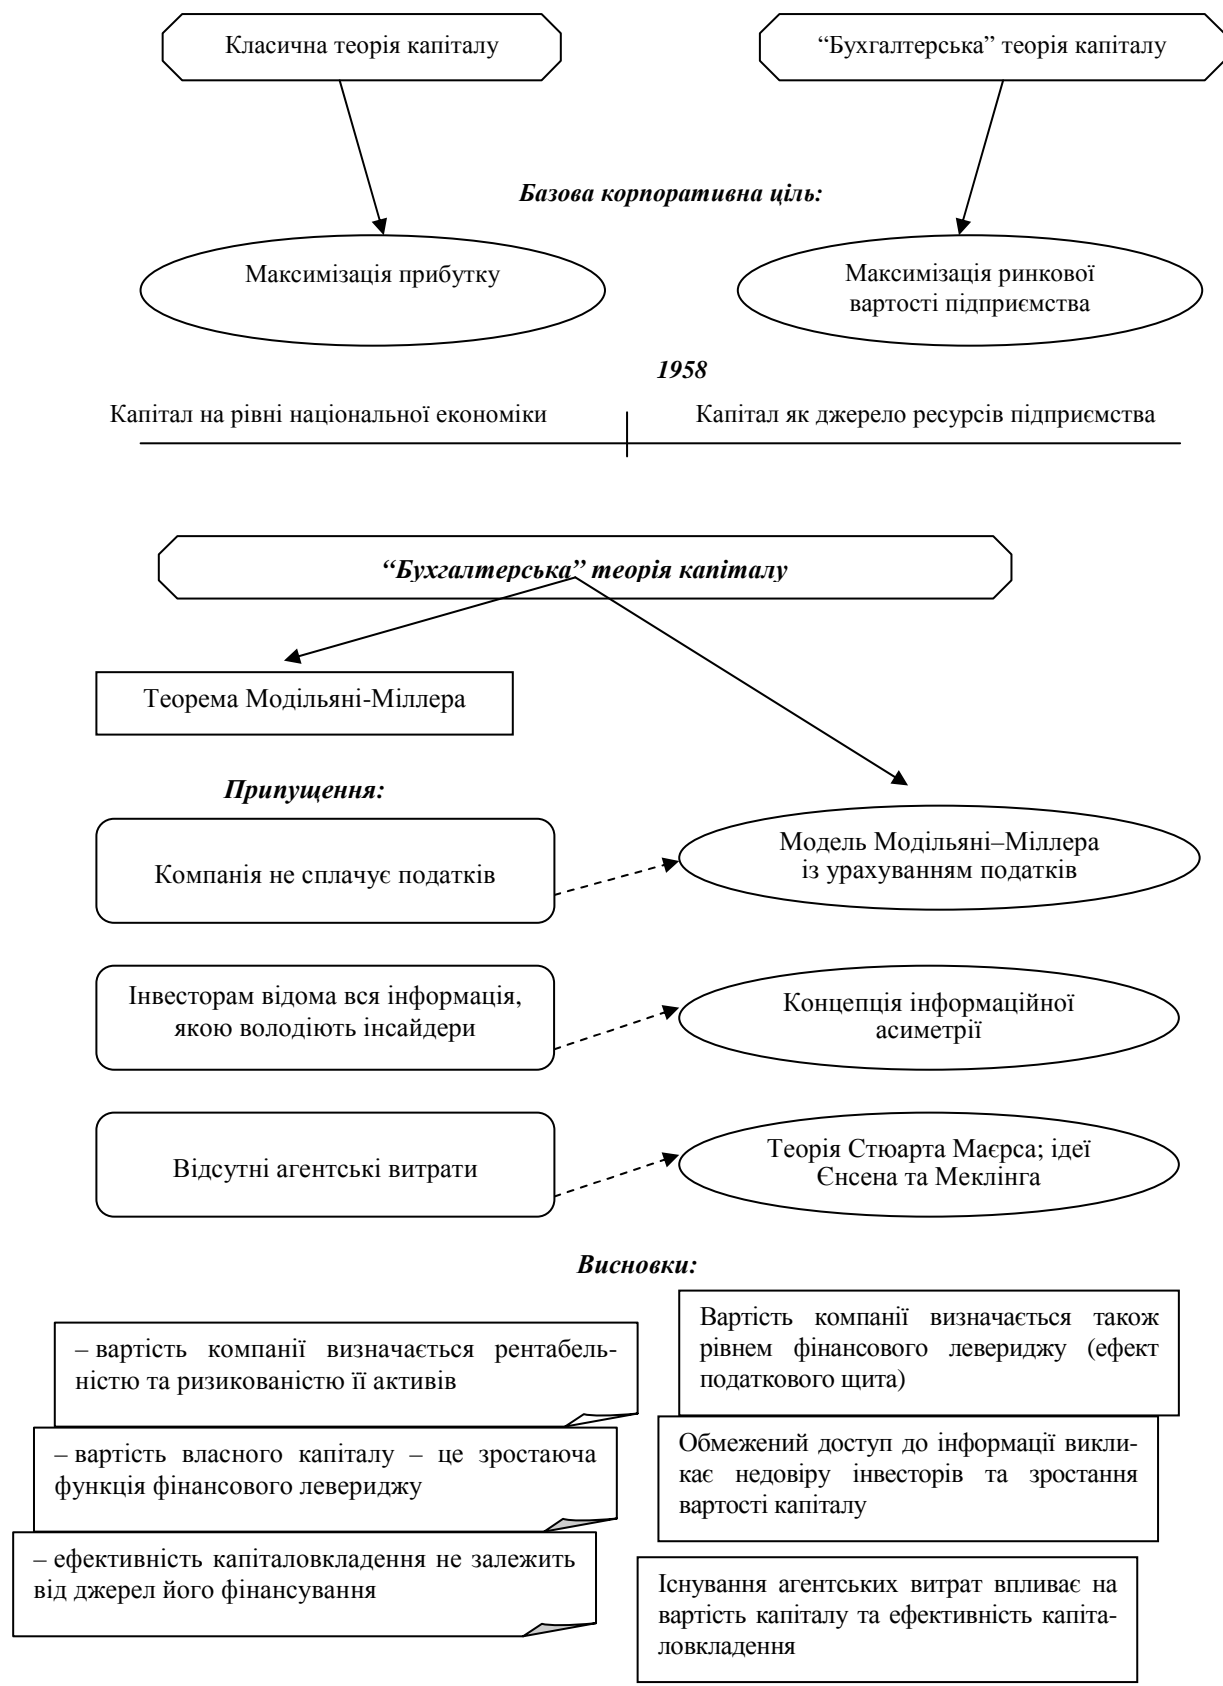 Класична теорія капіталу
“Бухгалтерська” теорія капіталу
Базова корпоративна ціль:
Максимізація прибутку
Максимізація ринкової
вартості підприємства
1958
Капітал на рівні національної економіки
Капітал як джерело ресурсів підприємства
“Бухгалтерська” теорія капіталу
Теорема Модільяні-Міллера
Припущення:
Компанія не сплачує податків
Модель Модільяні–Міллера
із урахуванням податків
Інвесторам відома вся інформація,
якою володіють інсайдери
Концепція інформаційної
асиметрії
Відсутні агентські витрати
Теорія Стюарта Маєрса; ідеї
Єнсена та Меклінга
Висновки:
– вартість компанії визначається рентабель-
ністю та ризикованістю її активів
– вартість власного капіталу – це зростаюча
функція фінансового левериджу
– ефективність капіталовкладення не залежить
від джерел його фінансування
Вартість компанії визначається також
рівнем фінансового левериджу (ефект
податкового щита)
Обмежений доступ до інформації викли-
кає недовіру інвесторів та зростання
вартості капіталу
Існування агентських витрат впливає на
вартість капіталу та ефективність капіта-
ловкладення